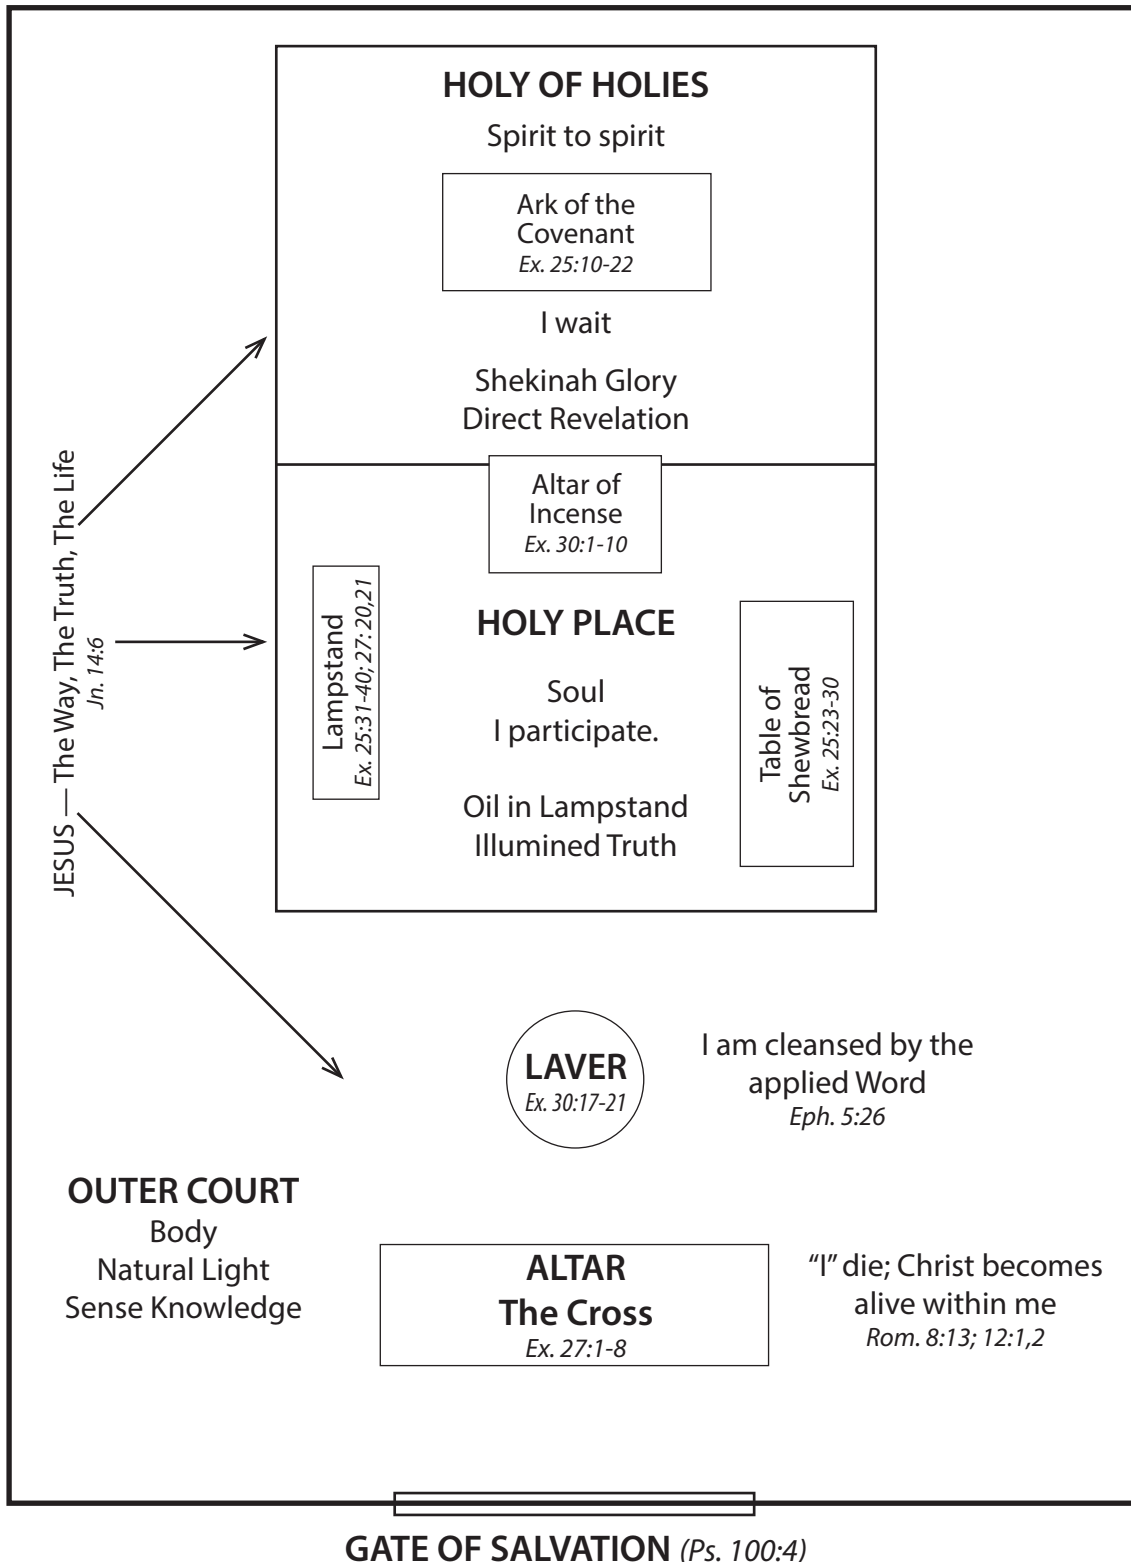 HOLY OF HOLIES
Spirit to spirit
Ark of the
Covenant
Ex. 25:10-22
I wait
Shekinah Glory
Direct Revelation
JESUS — The Way, The Truth, The Life
Jn. 14:6
Altar of
Incense
Ex. 30:1-10
Lampstand
Ex. 25:31-40; 27: 20,21
HOLY PLACE
Soul
I participate.
Oil in Lampstand
Illumined Truth
Table of
Shewbread
Ex. 25:23-30
LAVER
Ex. 30:17-21
I am cleansed by the
applied Word
Eph. 5:26
OUTER COURT
Body
Natural Light
Sense Knowledge
ALTAR
The Cross
Ex. 27:1-8
“I” die; Christ becomes
alive within me
Rom. 8:13; 12:1,2
GATE OF SALVATION (Ps. 100:4)